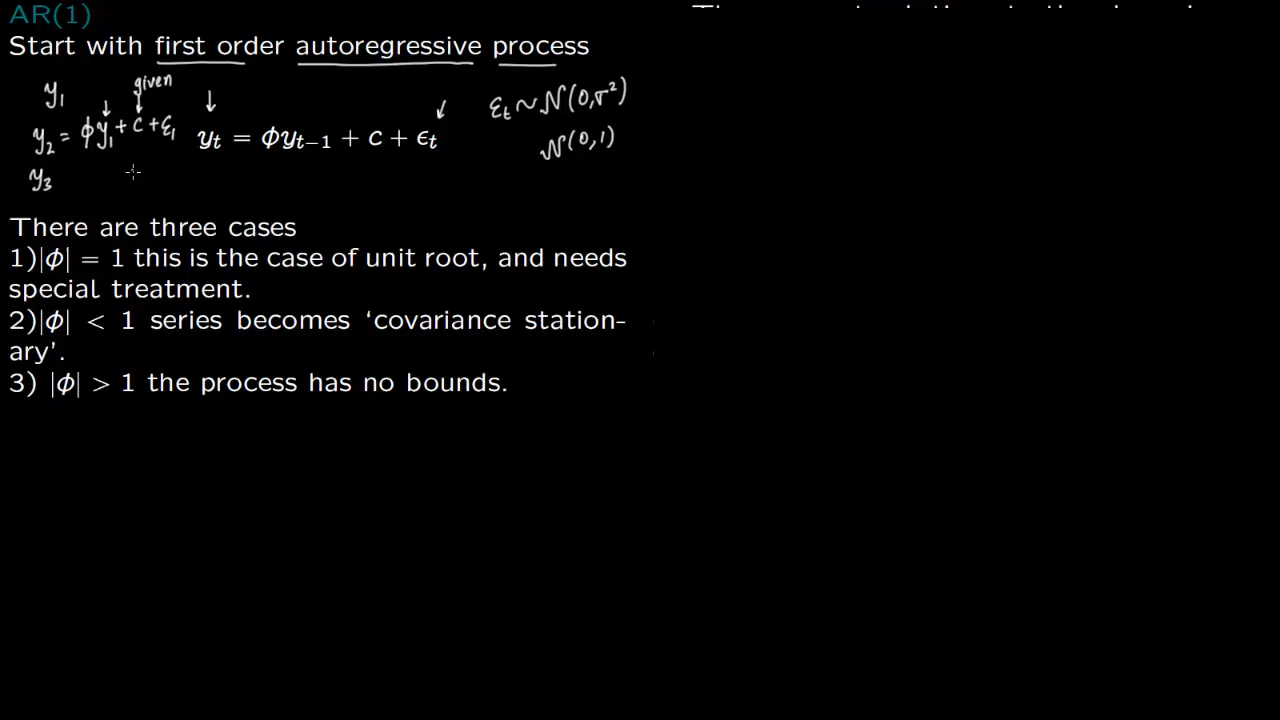 AR(1)
Start with first order autoregressive process
y₁
given
εₜ ~ N(0,σ²)
y₂ = ϕy₁ + c + ε₁
yₜ = ϕyₜ₋₁ + c + ϵₜ
N(0,1)
y₃
There are three cases
1)|ϕ| = 1 this is the case of unit root, and needs
special treatment.
2)|ϕ| < 1 series becomes ‘covariance station-
ary’.
3) |ϕ| > 1 the process has no bounds.